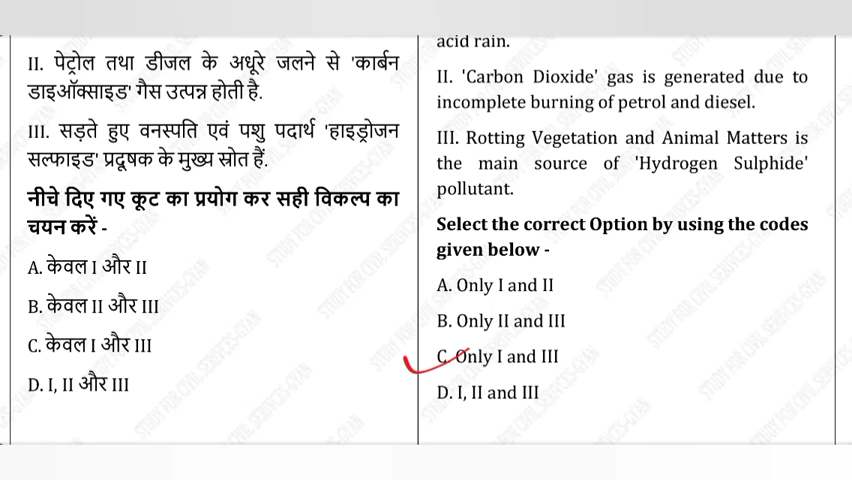 II. पेट्रोल तथा डीजल के अधूरे जलने से 'कार्बन
डाइऑक्साइड' गैस उत्पन्न होती है.
III. सड़ते हुए वनस्पति एवं पशु पदार्थ 'हाइड्रोजन
सल्फाइड' प्रदूषक के मुख्य स्रोत हैं.
नीचे दिए गए कूट का प्रयोग कर सही विकल्प का
चयन करें -
A. केवल I और II
B. केवल II और III
C. केवल I और III
D. I, II और III
acid rain.
II. 'Carbon Dioxide' gas is generated due to
incomplete burning of petrol and diesel.
III. Rotting Vegetation and Animal Matters is
the main source of 'Hydrogen Sulphide'
pollutant.
Select the correct Option by using the codes
given below -
A. Only I and II
B. Only II and III
C. Only I and III
D. I, II and III
STUDY FOR CIVIL SERVICES-GYAN